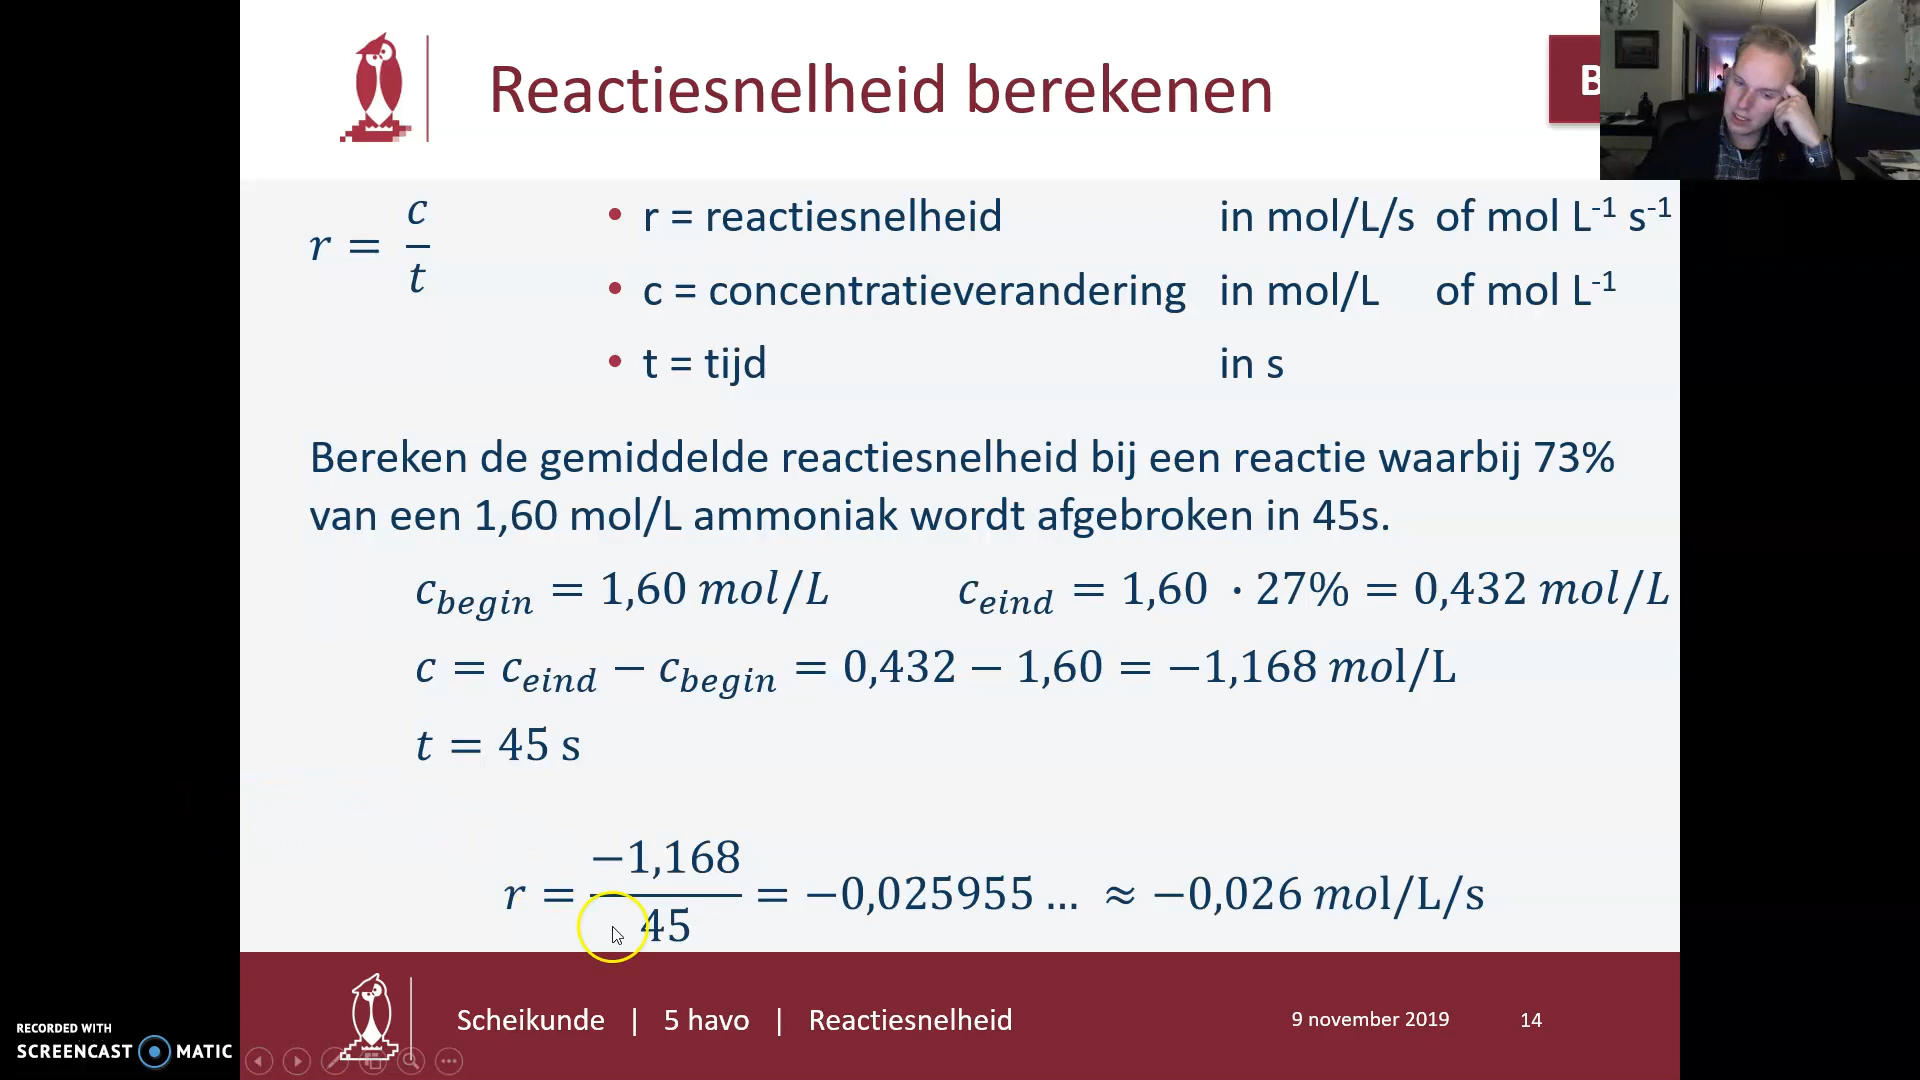 Reactiesnelheid berekenen
B
r = c/t
• r = reactiesnelheid in mol/L/s of mol L⁻¹ s⁻¹
• c = concentratieverandering in mol/L of mol L⁻¹
• t = tijd in s
Bereken de gemiddelde reactiesnelheid bij een reactie waarbij 73%
van een 1,60 mol/L ammoniak wordt afgebroken in 45s.
c_begin = 1,60 mol/L c_eind = 1,60 · 27% = 0,432 mol/L
c = c_eind − c_begin = 0,432 − 1,60 = −1,168 mol/L
t = 45 s
r = −1,168/45 = −0,025955 … ≈ −0,026 mol/L/s
Scheikunde | 5 havo | Reactiesnelheid 9 november 2019 14
RECORDED WITH
SCREENCAST MATIC